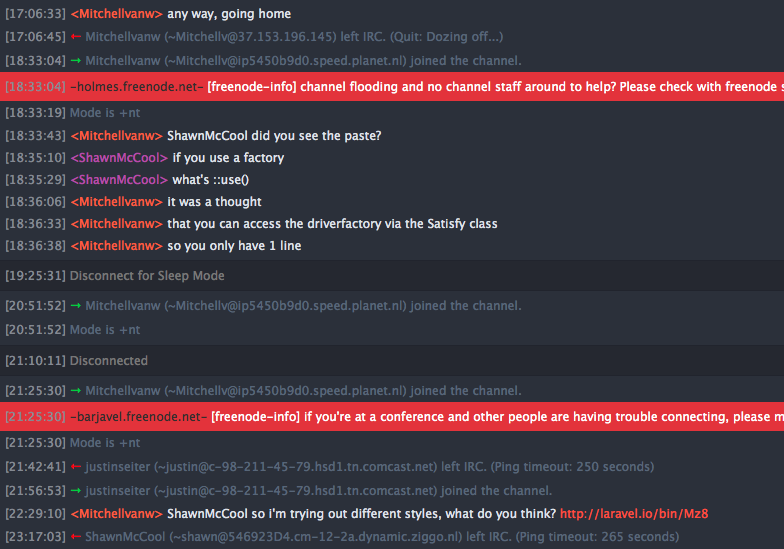 [17:06:33] <Mitchellvanw> any way, going home
[17:06:45] ← Mitchellvanw (~Mitchellv@37.153.196.145) left IRC. (Quit: Dozing off...)
[18:33:04] → Mitchellvanw (~Mitchellv@ip5450b9d0.speed.planet.nl) joined the channel.
[18:33:04] -holmes.freenode.net- [freenode-info] channel flooding and no channel staff around to help? Please check with freenode s
[18:33:19] Mode is +nt
[18:33:43] <Mitchellvanw> ShawnMcCool did you see the paste?
[18:35:10] <ShawnMcCool> if you use a factory
[18:35:29] <ShawnMcCool> what's ::use()
[18:36:06] <Mitchellvanw> it was a thought
[18:36:33] <Mitchellvanw> that you can access the driverfactory via the Satisfy class
[18:36:38] <Mitchellvanw> so you only have 1 line
[19:25:31] Disconnect for Sleep Mode
[20:51:52] → Mitchellvanw (~Mitchellv@ip5450b9d0.speed.planet.nl) joined the channel.
[20:51:52] Mode is +nt
[21:10:11] Disconnected
[21:25:30] → Mitchellvanw (~Mitchellv@ip5450b9d0.speed.planet.nl) joined the channel.
[21:25:30] -barjavel.freenode.net- [freenode-info] if you're at a conference and other people are having trouble connecting, please m
[21:25:30] Mode is +nt
[21:42:41] ← justinseiter (~justin@c-98-211-45-79.hsd1.tn.comcast.net) left IRC. (Ping timeout: 250 seconds)
[21:56:53] → justinseiter (~justin@c-98-211-45-79.hsd1.tn.comcast.net) joined the channel.
[22:29:10] <Mitchellvanw> ShawnMcCool so i'm trying out different styles, what do you think? http://laravel.io/bin/Mz8
[23:17:03] ← ShawnMcCool (~shawn@546923D4.cm-12-2a.dynamic.ziggo.nl) left IRC. (Ping timeout: 265 seconds)